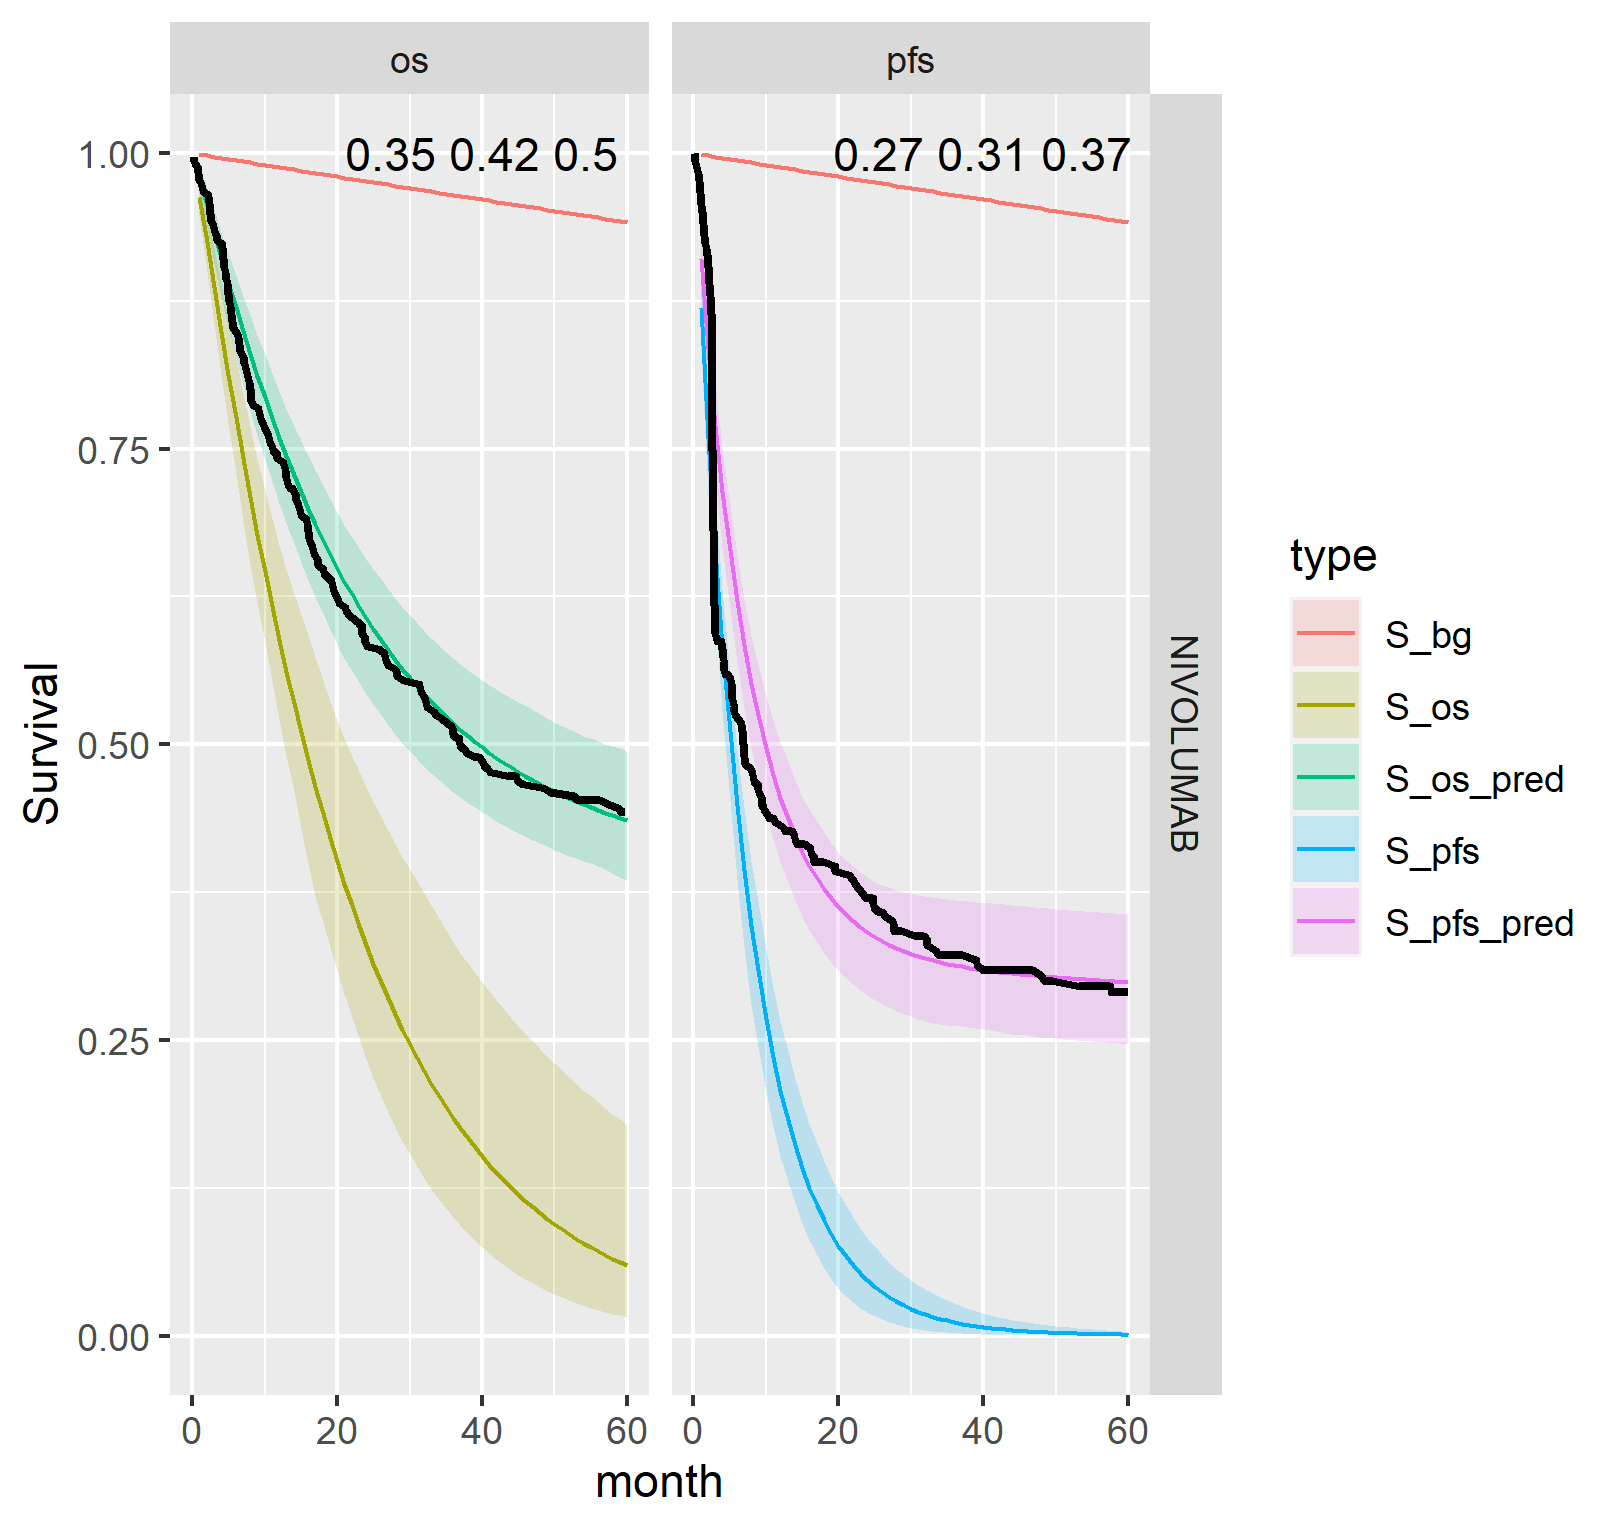 os
pfs
0.35 0.42 0.5
0.27 0.31 0.37
1.00
0.75
0.50
0.25
0.00
Survival
0
20
40
60
0
20
40
60
month
NIVOLUMAB
type
S_bg
S_os
S_os_pred
S_pfs
S_pfs_pred